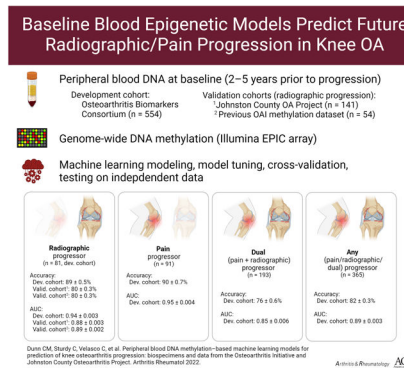 Baseline Blood Epigenetic Models Predict Future
Radiographic/Pain Progression in Knee OA
Peripheral blood DNA at baseline (2–5 years prior to progression)
Development cohort:
Osteoarthritis Biomarkers
Consortium (n = 554)
Validation cohorts (radiographic progression):
¹Johnston County OA Project (n = 141)
² Previous OAI methylation dataset (n = 54)
Genome-wide DNA methylation (Illumina EPIC array)
Machine learning modeling, model tuning, cross-validation,
testing on indepdendent data
Radiographic
progressor
(n = 81, dev. cohort)
Accuracy:
Dev. cohort: 89 ± 0.5%
Valid. cohort¹: 80 ± 0.3%
Valid. cohort²: 80 ± 0.3%
AUC:
Dev. cohort: 0.94 ± 0.003
Valid. cohort¹: 0.88 ± 0.003
Valid. cohort²: 0.89 ± 0.002
Pain
progressor
(n = 91)
Accuracy:
Dev. cohort: 90 ± 0.7%
AUC:
Dev. cohort: 0.95 ± 0.004
Dual
(pain + radiographic)
progressor
(n = 193)
Accuracy:
Dev. cohort: 76 ± 0.6%
AUC:
Dev. cohort: 0.85 ± 0.006
Any
(pain/radiographic/
dual) progressor
(n = 365)
Accuracy:
Dev. cohort: 82 ± 0.3%
AUC:
Dev. cohort: 0.89 ± 0.003
Dunn CM, Sturdy C, Velasco C, et al. Peripheral blood DNA methylation–based machine learning models for
prediction of knee osteoarthritis progression: biospecimens and data from the Osteoarthritis Initiative and
Johnston County Osteoarthritis Project. Arthritis Rheumatol 2022.
Arthritis & Rheumatology